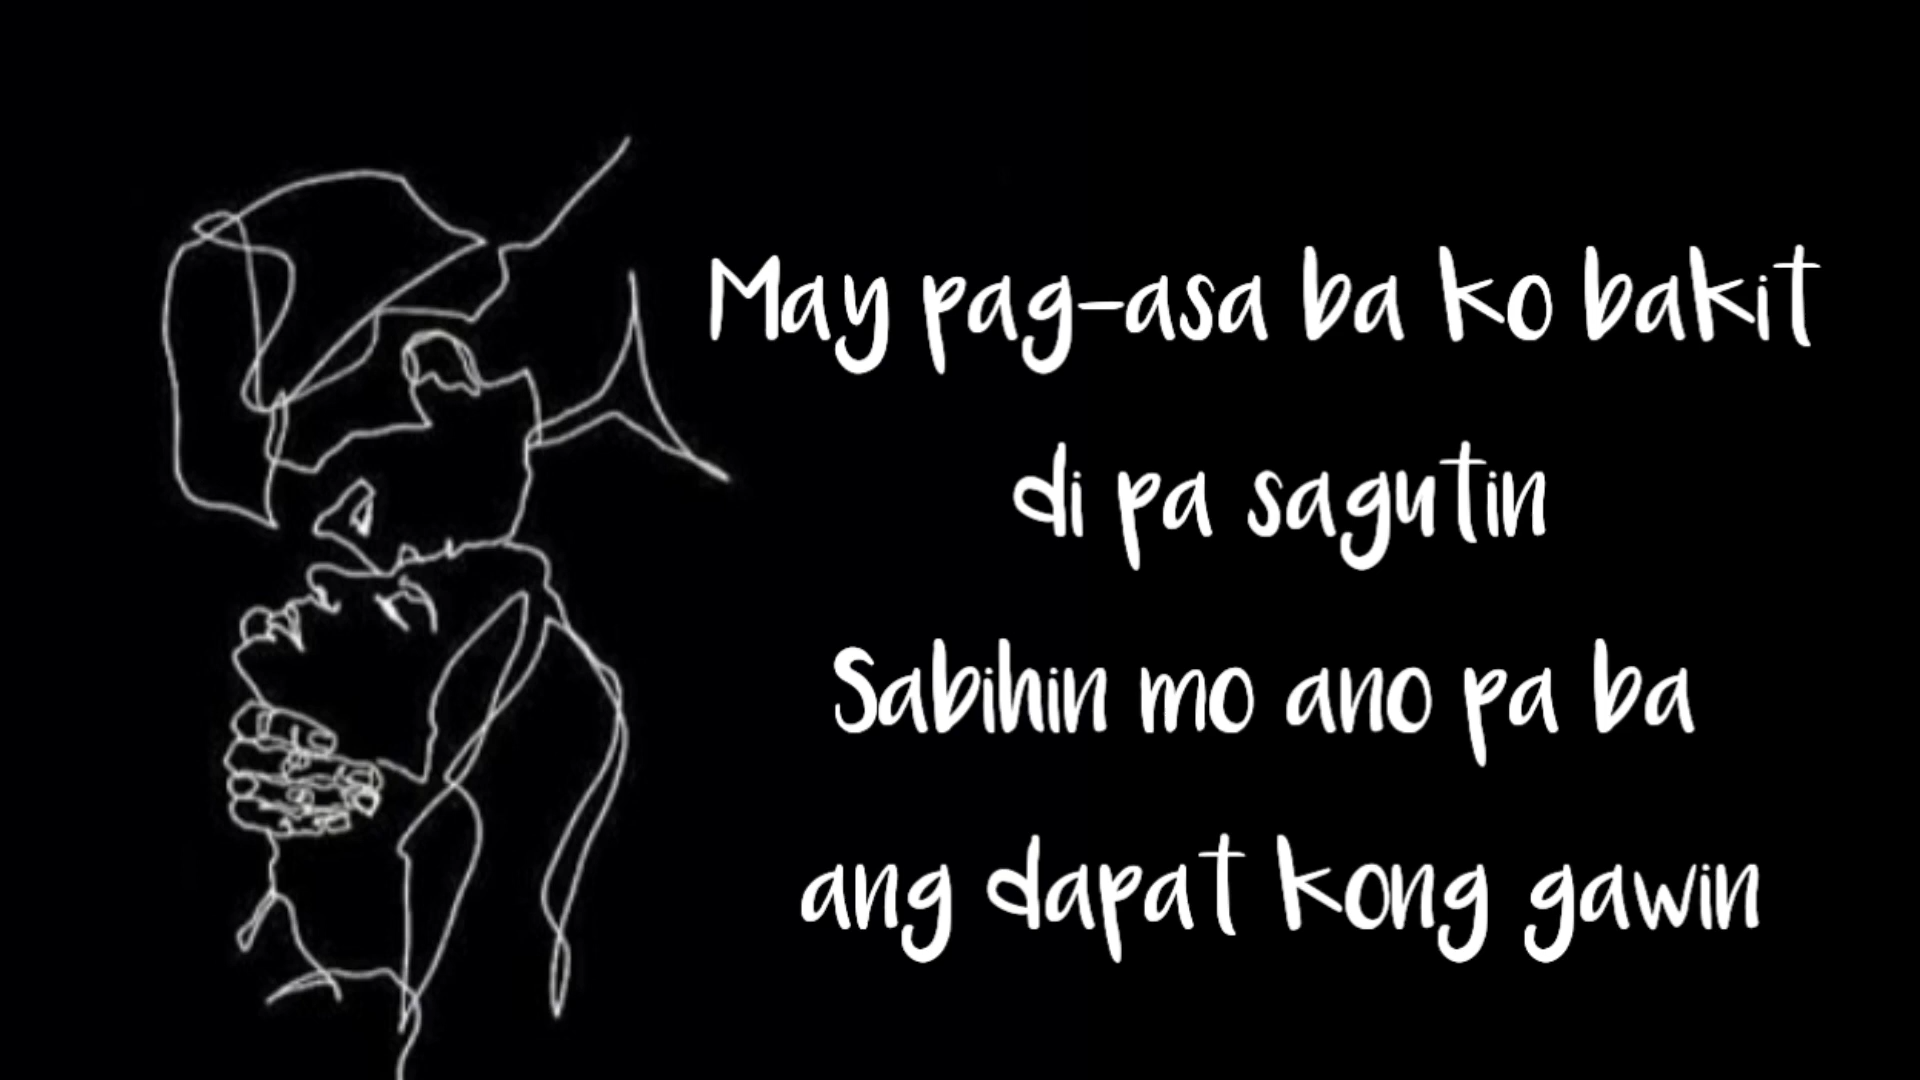 May pag-asa ba ko bakit
di pa sagutin
Sabihin mo ano pa ba
ang dapat kong gawin